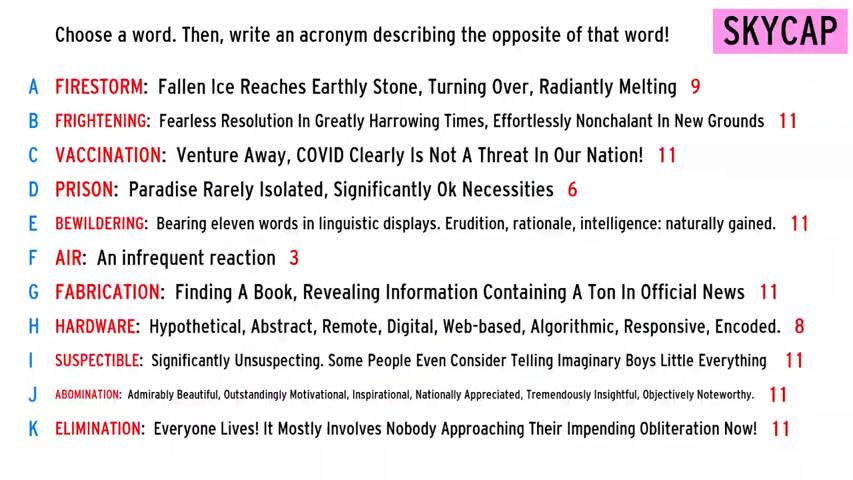 Choose a word. Then, write an acronym describing the opposite of that word!
SKYCAP
A FIRESTORM: Fallen Ice Reaches Earthly Stone, Turning Over, Radiantly Melting 9
B FRIGHTENING: Fearless Resolution In Greatly Harrowing Times, Effortlessly Nonchalant In New Grounds 11
C VACCINATION: Venture Away, COVID Clearly Is Not A Threat In Our Nation! 11
D PRISON: Paradise Rarely Isolated, Significantly Ok Necessities 6
E BEWILDERING: Bearing eleven words in linguistic displays. Erudition, rationale, intelligence: naturally gained. 11
F AIR: An infrequent reaction 3
G FABRICATION: Finding A Book, Revealing Information Containing A Ton In Official News 11
H HARDWARE: Hypothetical, Abstract, Remote, Digital, Web-based, Algorithmic, Responsive, Encoded. 8
I SUSPECTIBLE: Significantly Unsuspecting. Some People Even Consider Telling Imaginary Boys Little Everything 11
J ABOMINATION: Admirably Beautiful, Outstandingly Motivational, Inspirational, Nationally Appreciated, Tremendously Insightful, Objectively Noteworthy. 11
K ELIMINATION: Everyone Lives! It Mostly Involves Nobody Approaching Their Impending Obliteration Now! 11